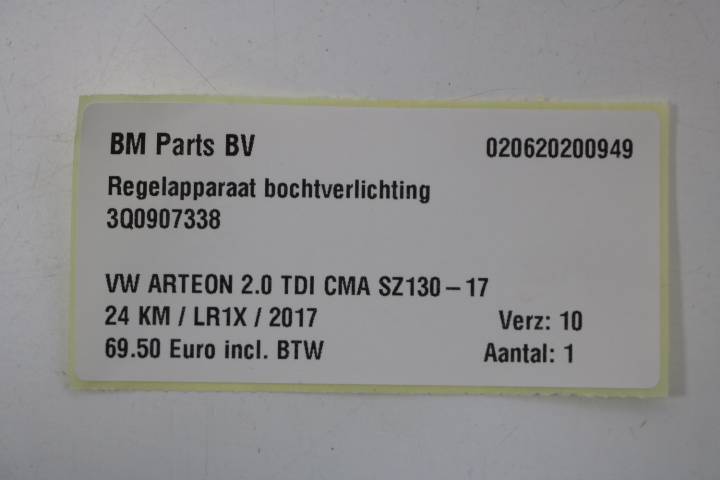 BM Parts BV 020620200949
Regelapparaat bochtverlichting
3Q0907338
VW ARTEON 2.0 TDI CMA SZ130-17
24 KM / LR1X / 2017 Verz: 10
69.50 Euro incl. BTW Aantal: 1